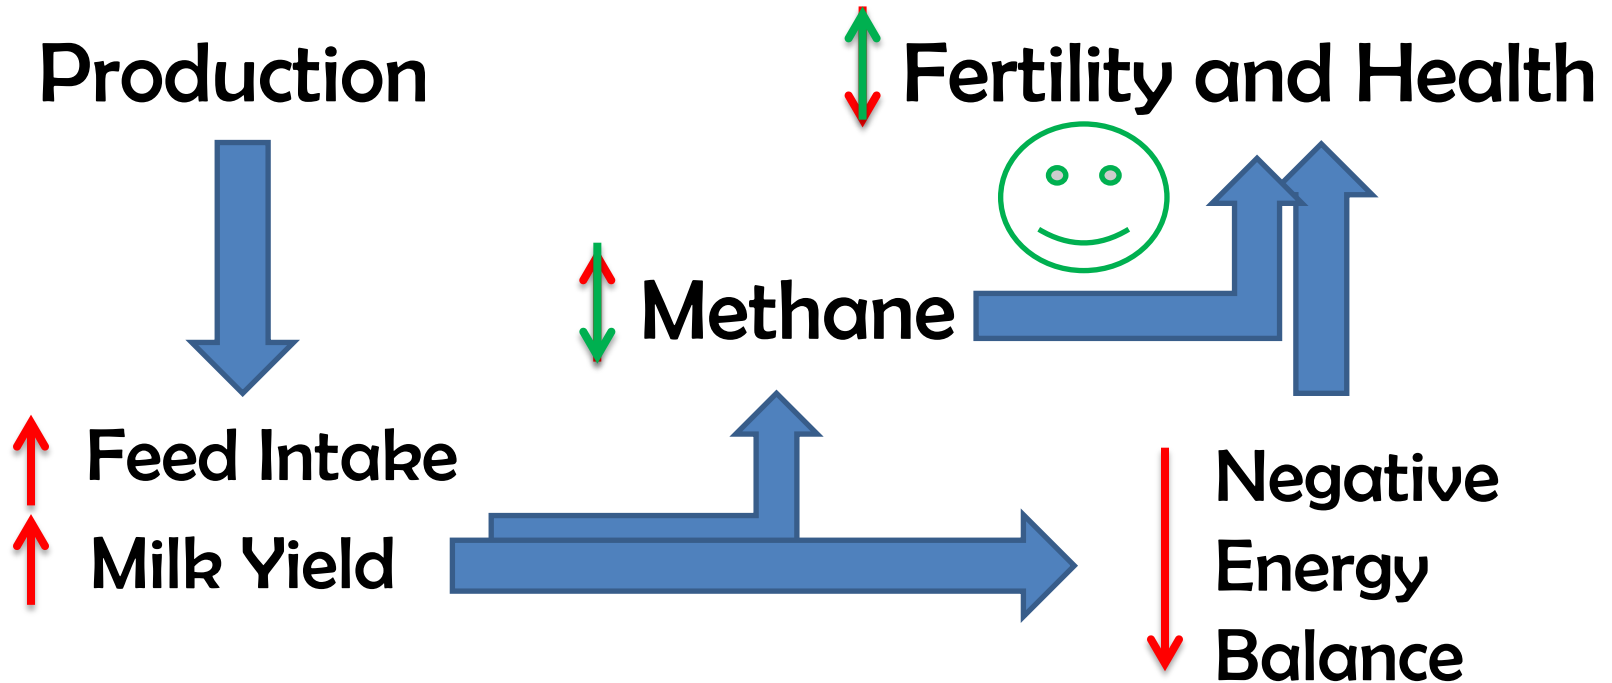 Production
Fertility and Health
Methane
Feed Intake
Milk Yield
Negative
Energy
Balance